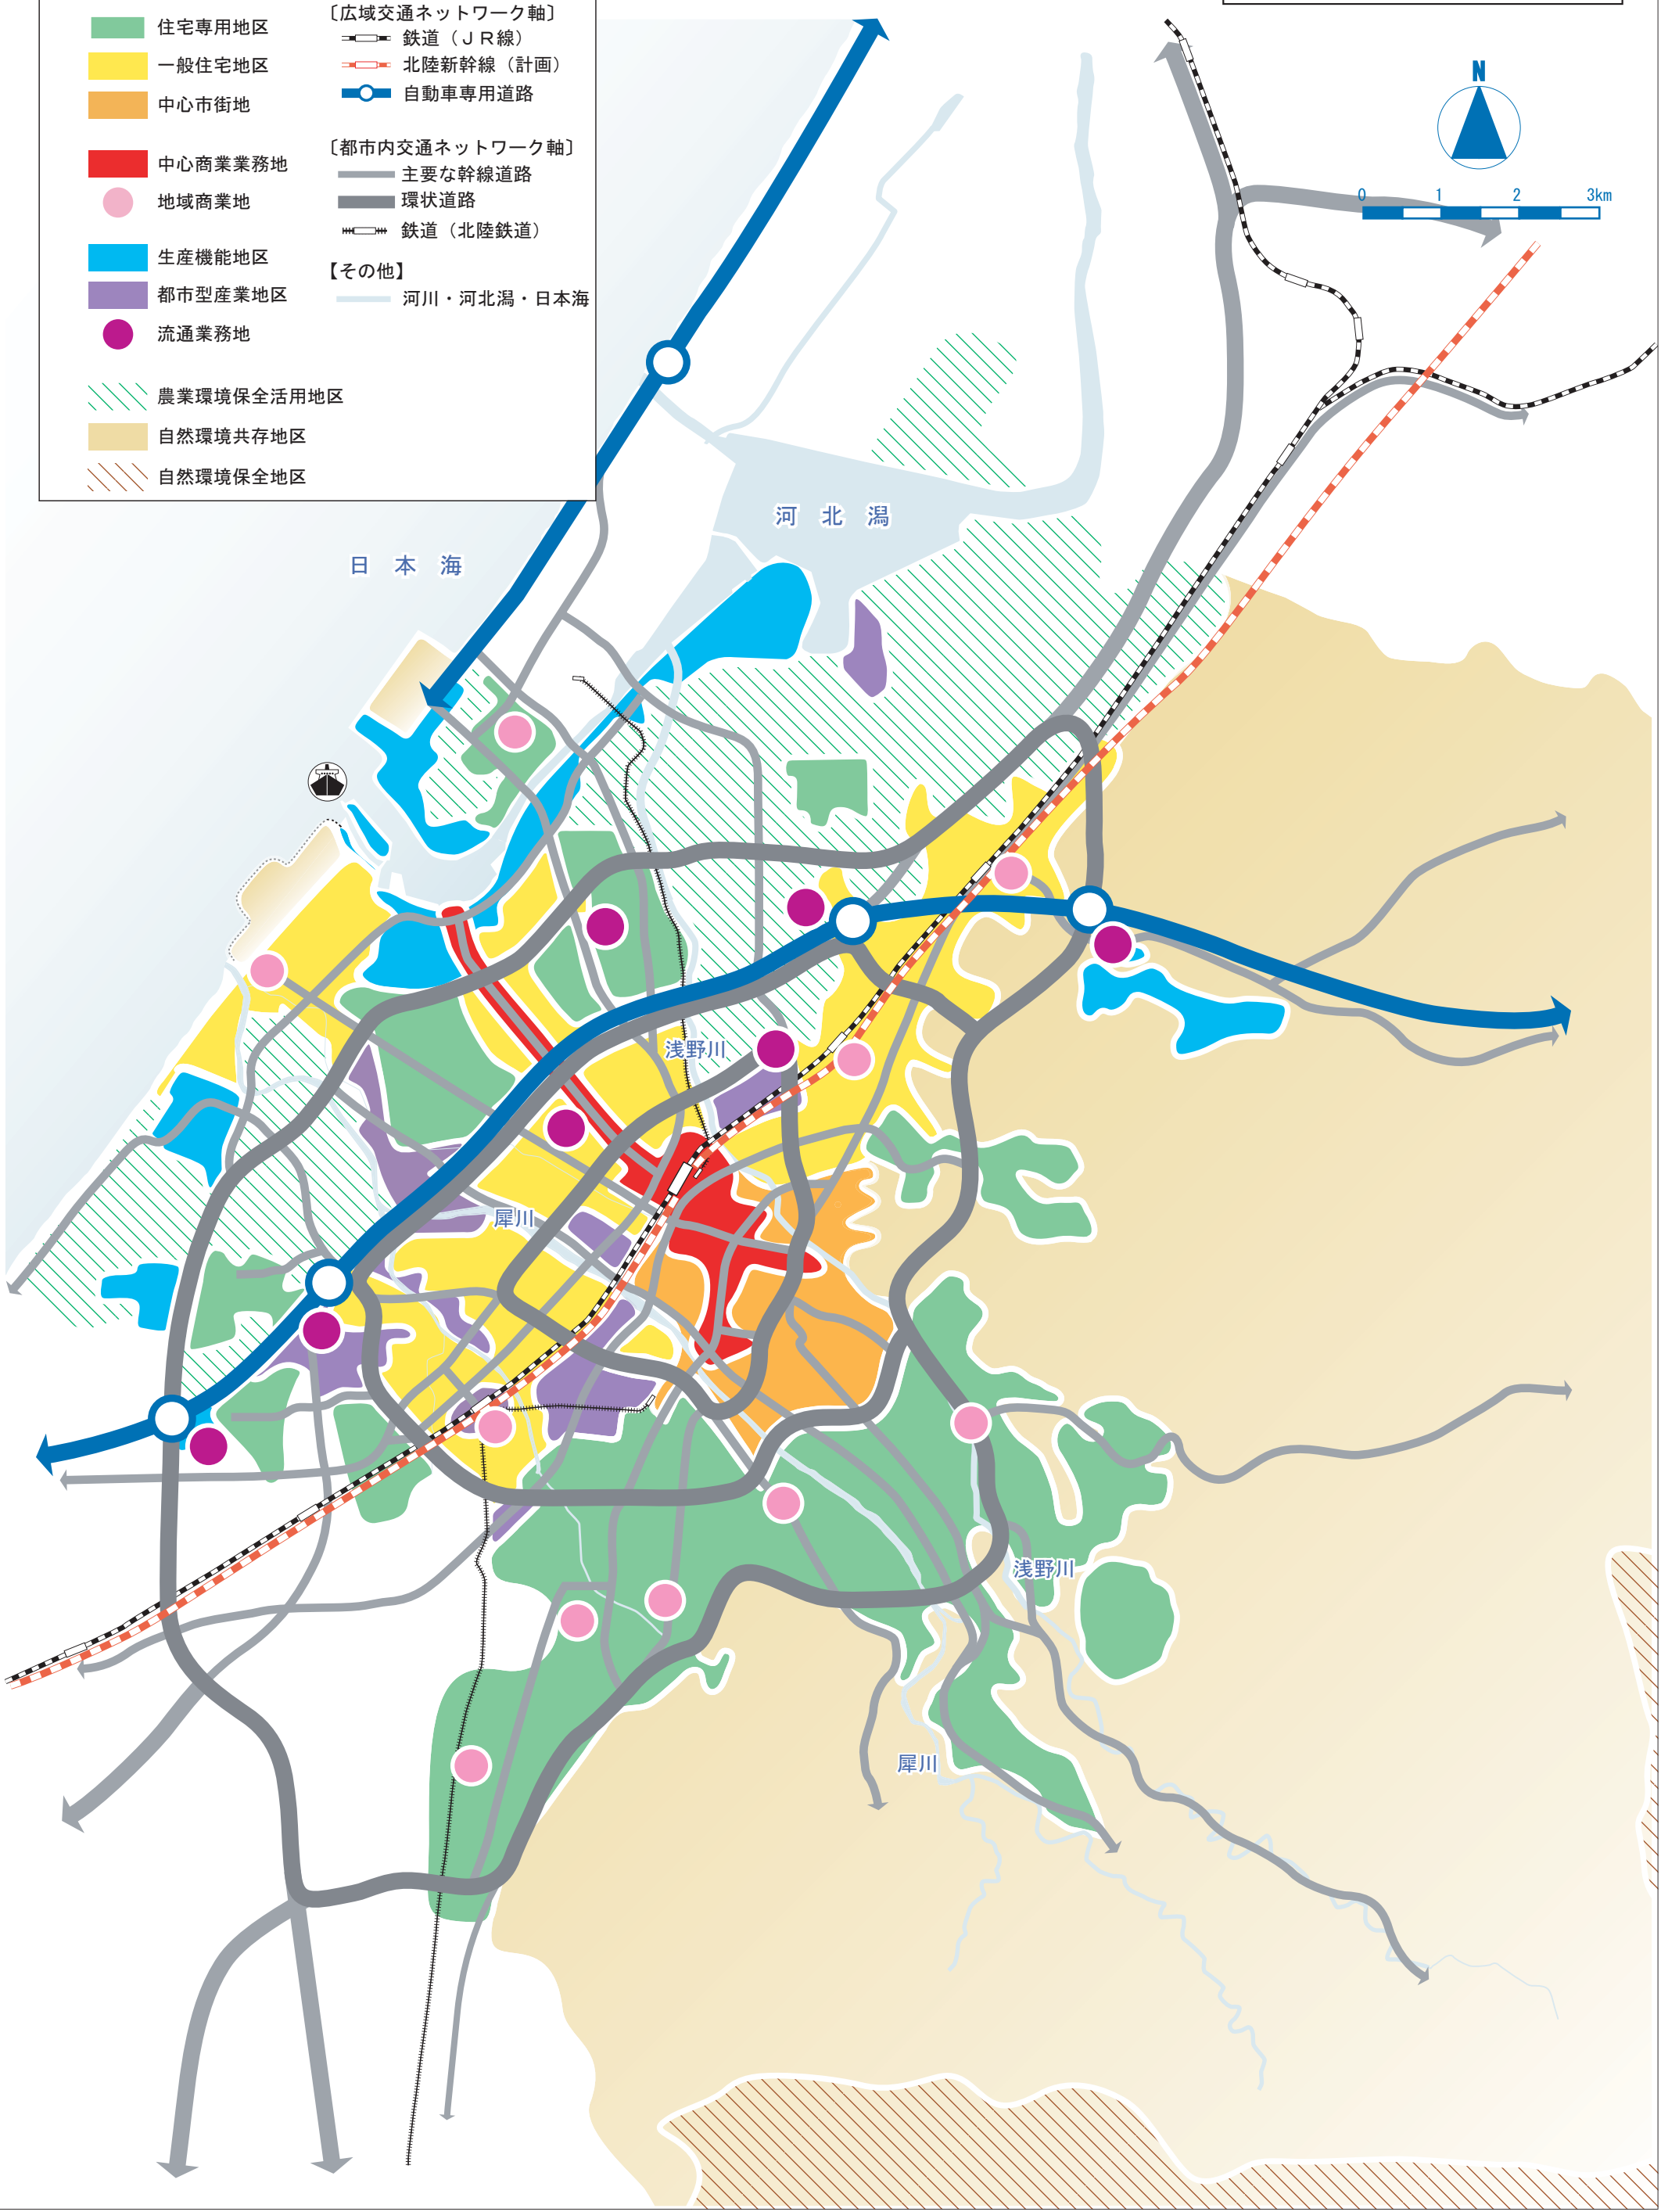 住宅専用地区
一般住宅地区
中心市街地
中心商業業務地
地域商業地
生産機能地区
都市型産業地区
流通業務地
農業環境保全活用地区
自然環境共存地区
自然環境保全地区
〔広域交通ネットワーク軸〕
鉄道（ＪＲ線）
北陸新幹線（計画）
自動車専用道路
〔都市内交通ネットワーク軸〕
主要な幹線道路
環状道路
鉄道（北陸鉄道）
【その他】
河川・河北潟・日本海
N
0 1 2 3km
河 北 潟
日 本 海
浅野川
犀川
浅野川
犀川